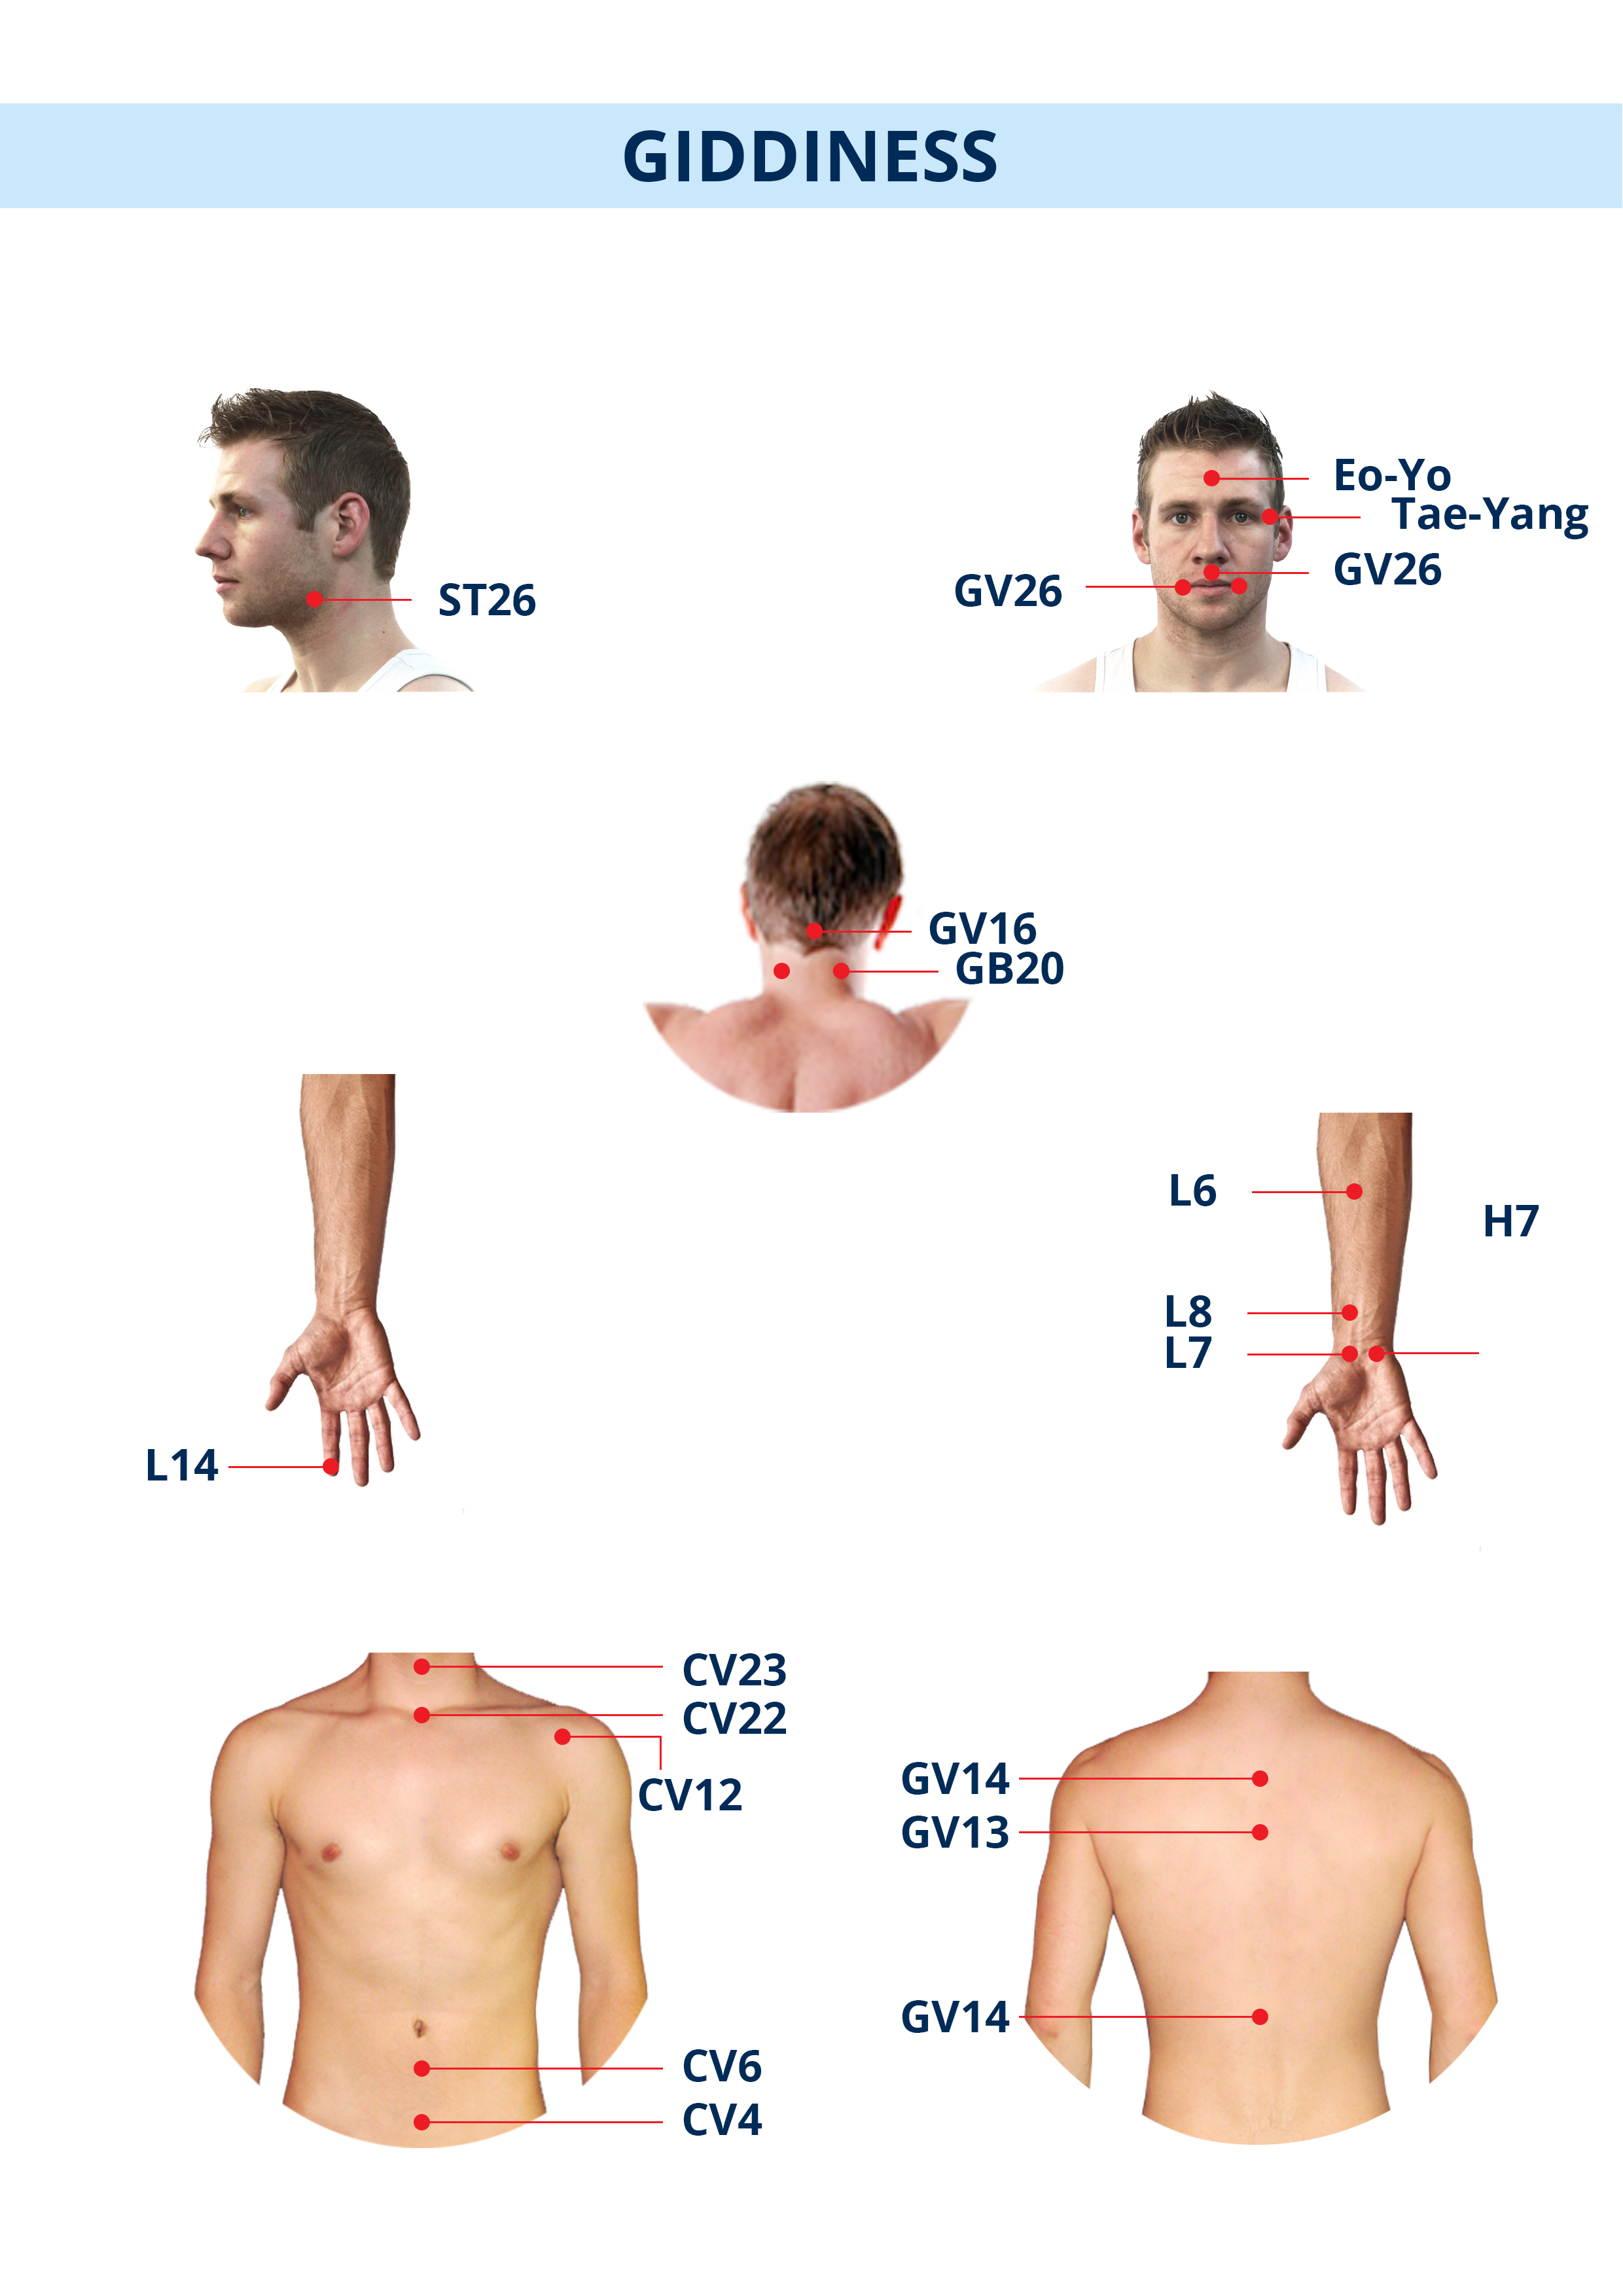 GIDDINESS
ST26
Eo-Yo
Tae-Yang
GV26
GV26
GV16
GB20
L14
L6
H7
L8
L7
CV23
CV22
CV12
CV6
CV4
GV14
GV13
GV14